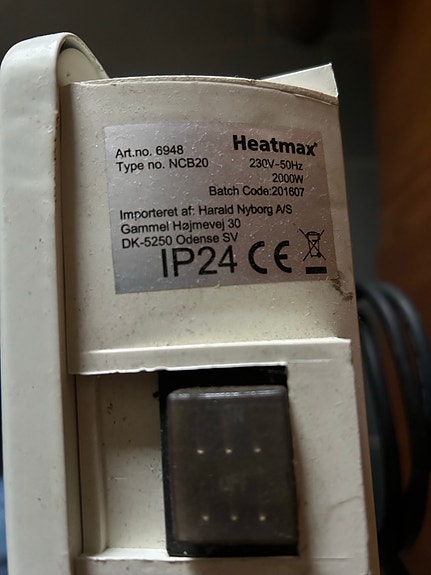 Heatmax®
Art.no. 6948
Type no. NCB20
230V~50Hz
2000W
Batch Code:201607
Importeret af: Harald Nyborg A/S
Gammel Højmevej 30
DK-5250 Odense SV
IP24 CE